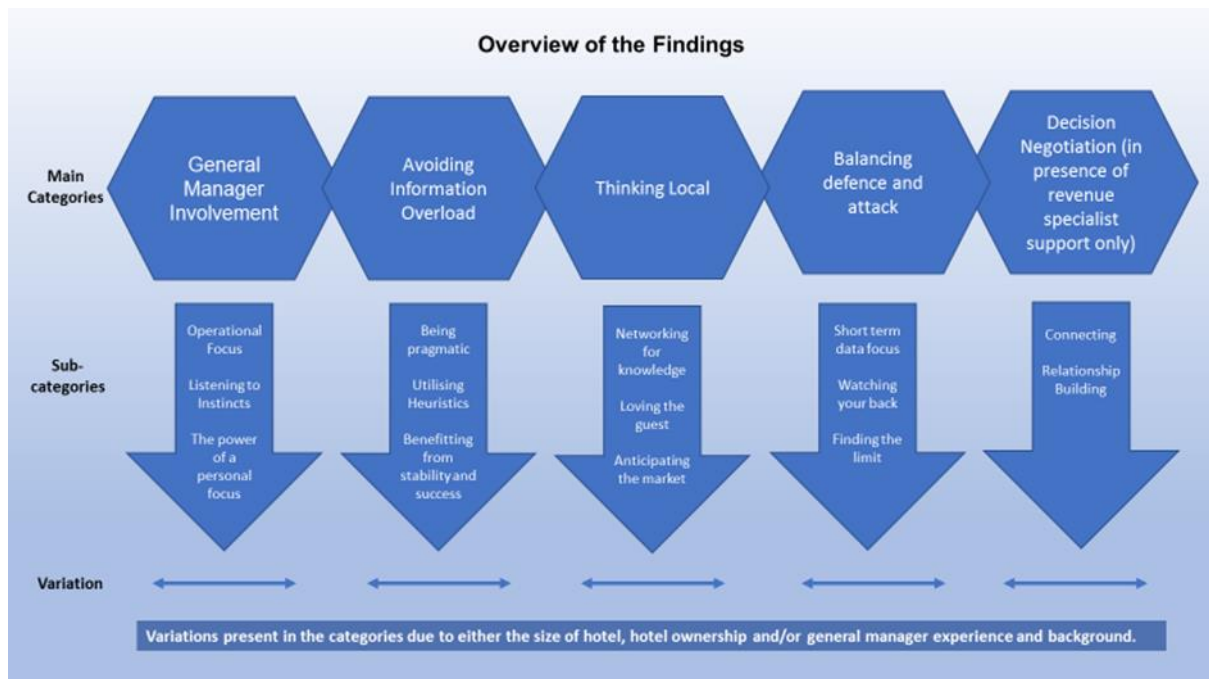 Overview of the Findings
Main
Categories
General
Manager
Involvement
Avoiding
Information
Overload
Thinking Local
Balancing
defence and
attack
Decision
Negotiation (in
presence of
revenue
specialist
support only)
Sub-
categories
Operational
Focus
Listening to
Instincts
The power
of a
personal
focus
Being
pragmatic
Utilising
Heuristics
Benefitting
from
stability and
success
Networking
for
knowledge
Loving the
guest
Anticipating
the market
Short term
data focus
Watching
your back
Finding the
limit
Connecting
Relationship
Building
Variation
Variations present in the categories due to either the size of hotel, hotel ownership and/or general manager experience and background.